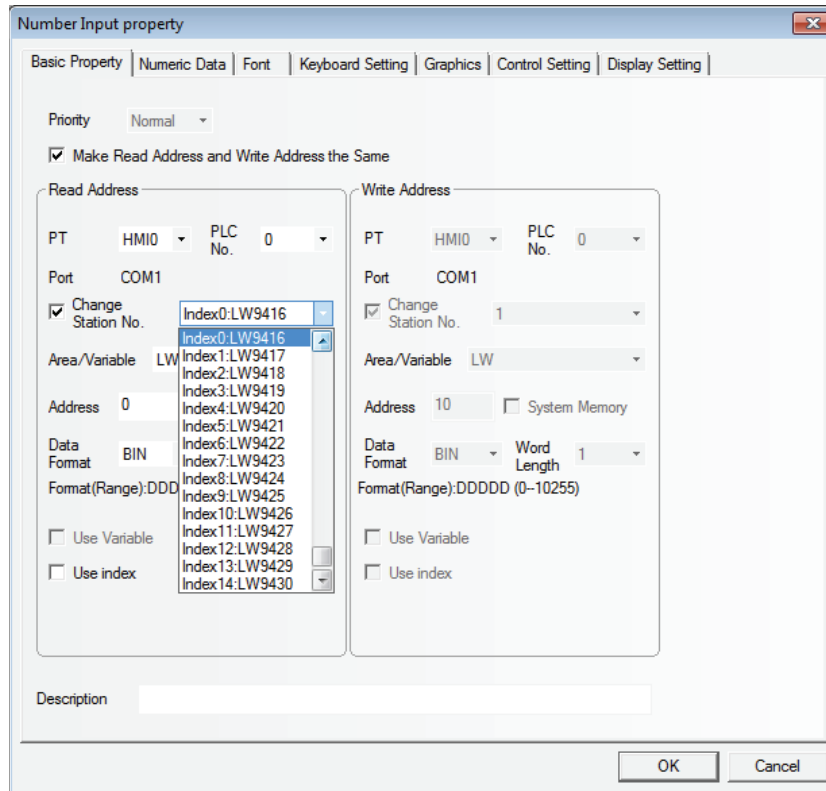 Number Input property
Basic Property Numeric Data Font Keyboard Setting Graphics Control Setting Display Setting
Priority Normal
Make Read Address and Write Address the Same
Read Address
PT HMI0 PLC No. 0
Port COM1
Change Station No. Index0:LW9416
Index0:LW9416
Index1:LW9417
Index2:LW9418
Index3:LW9419
Index4:LW9420
Index5:LW9421
Index6:LW9422
Index7:LW9423
Index8:LW9424
Index9:LW9425
Index10:LW9426
Index11:LW9427
Index12:LW9428
Index13:LW9429
Index14:LW9430
Area/Variable LW
Address 0
Data Format BIN
Format(Range):DDD
Use Variable
Use index
Write Address
PT HMI0 PLC No. 0
Port COM1
Change Station No. 1
Area/Variable LW
Address 10 System Memory
Data Format BIN Word Length 1
Format(Range):DDDDD (0--10255)
Use Variable
Use index
Description
OK Cancel